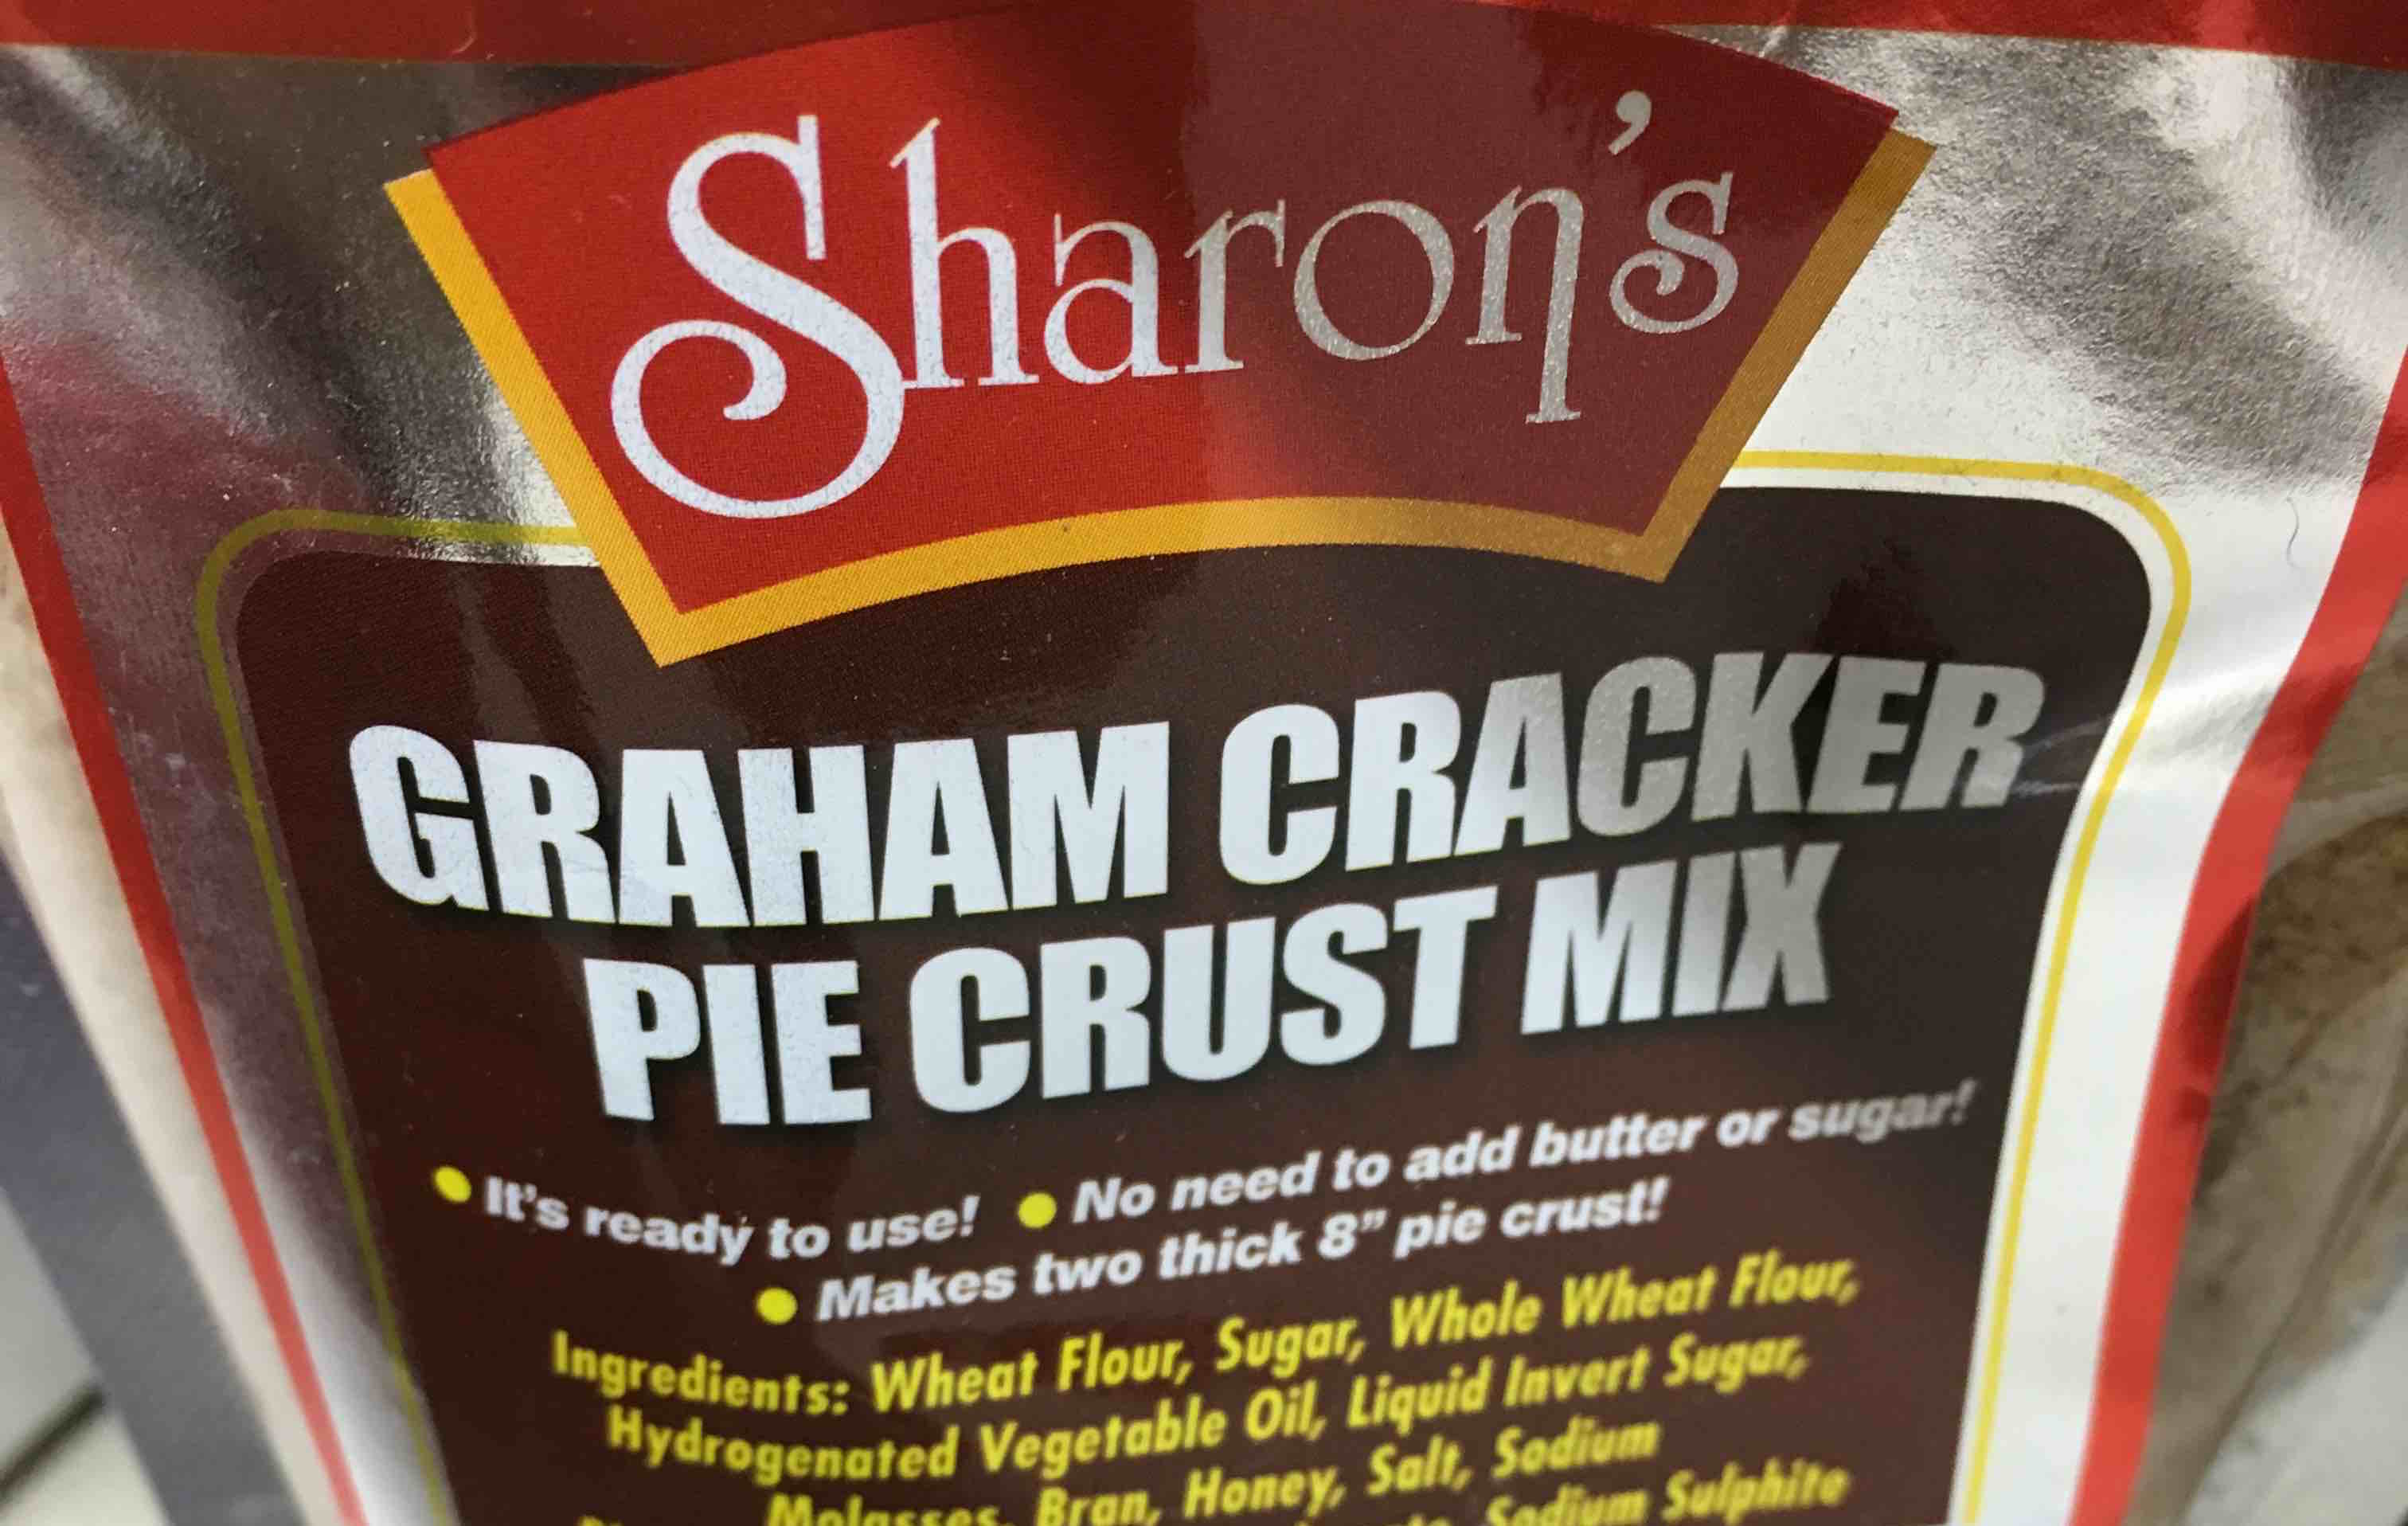 Sharon's
GRAHAM CRACKER
PIE CRUST MIX
• It's ready to use! • No need to add butter or sugar!
• Makes two thick 8” pie crust!
Ingredients: Wheat Flour, Sugar, Whole Wheat Flour,
Hydrogenated Vegetable Oil, Liquid Invert Sugar,
Molasses, Bran, Honey, Salt, Sodium
Sodium Sulphite